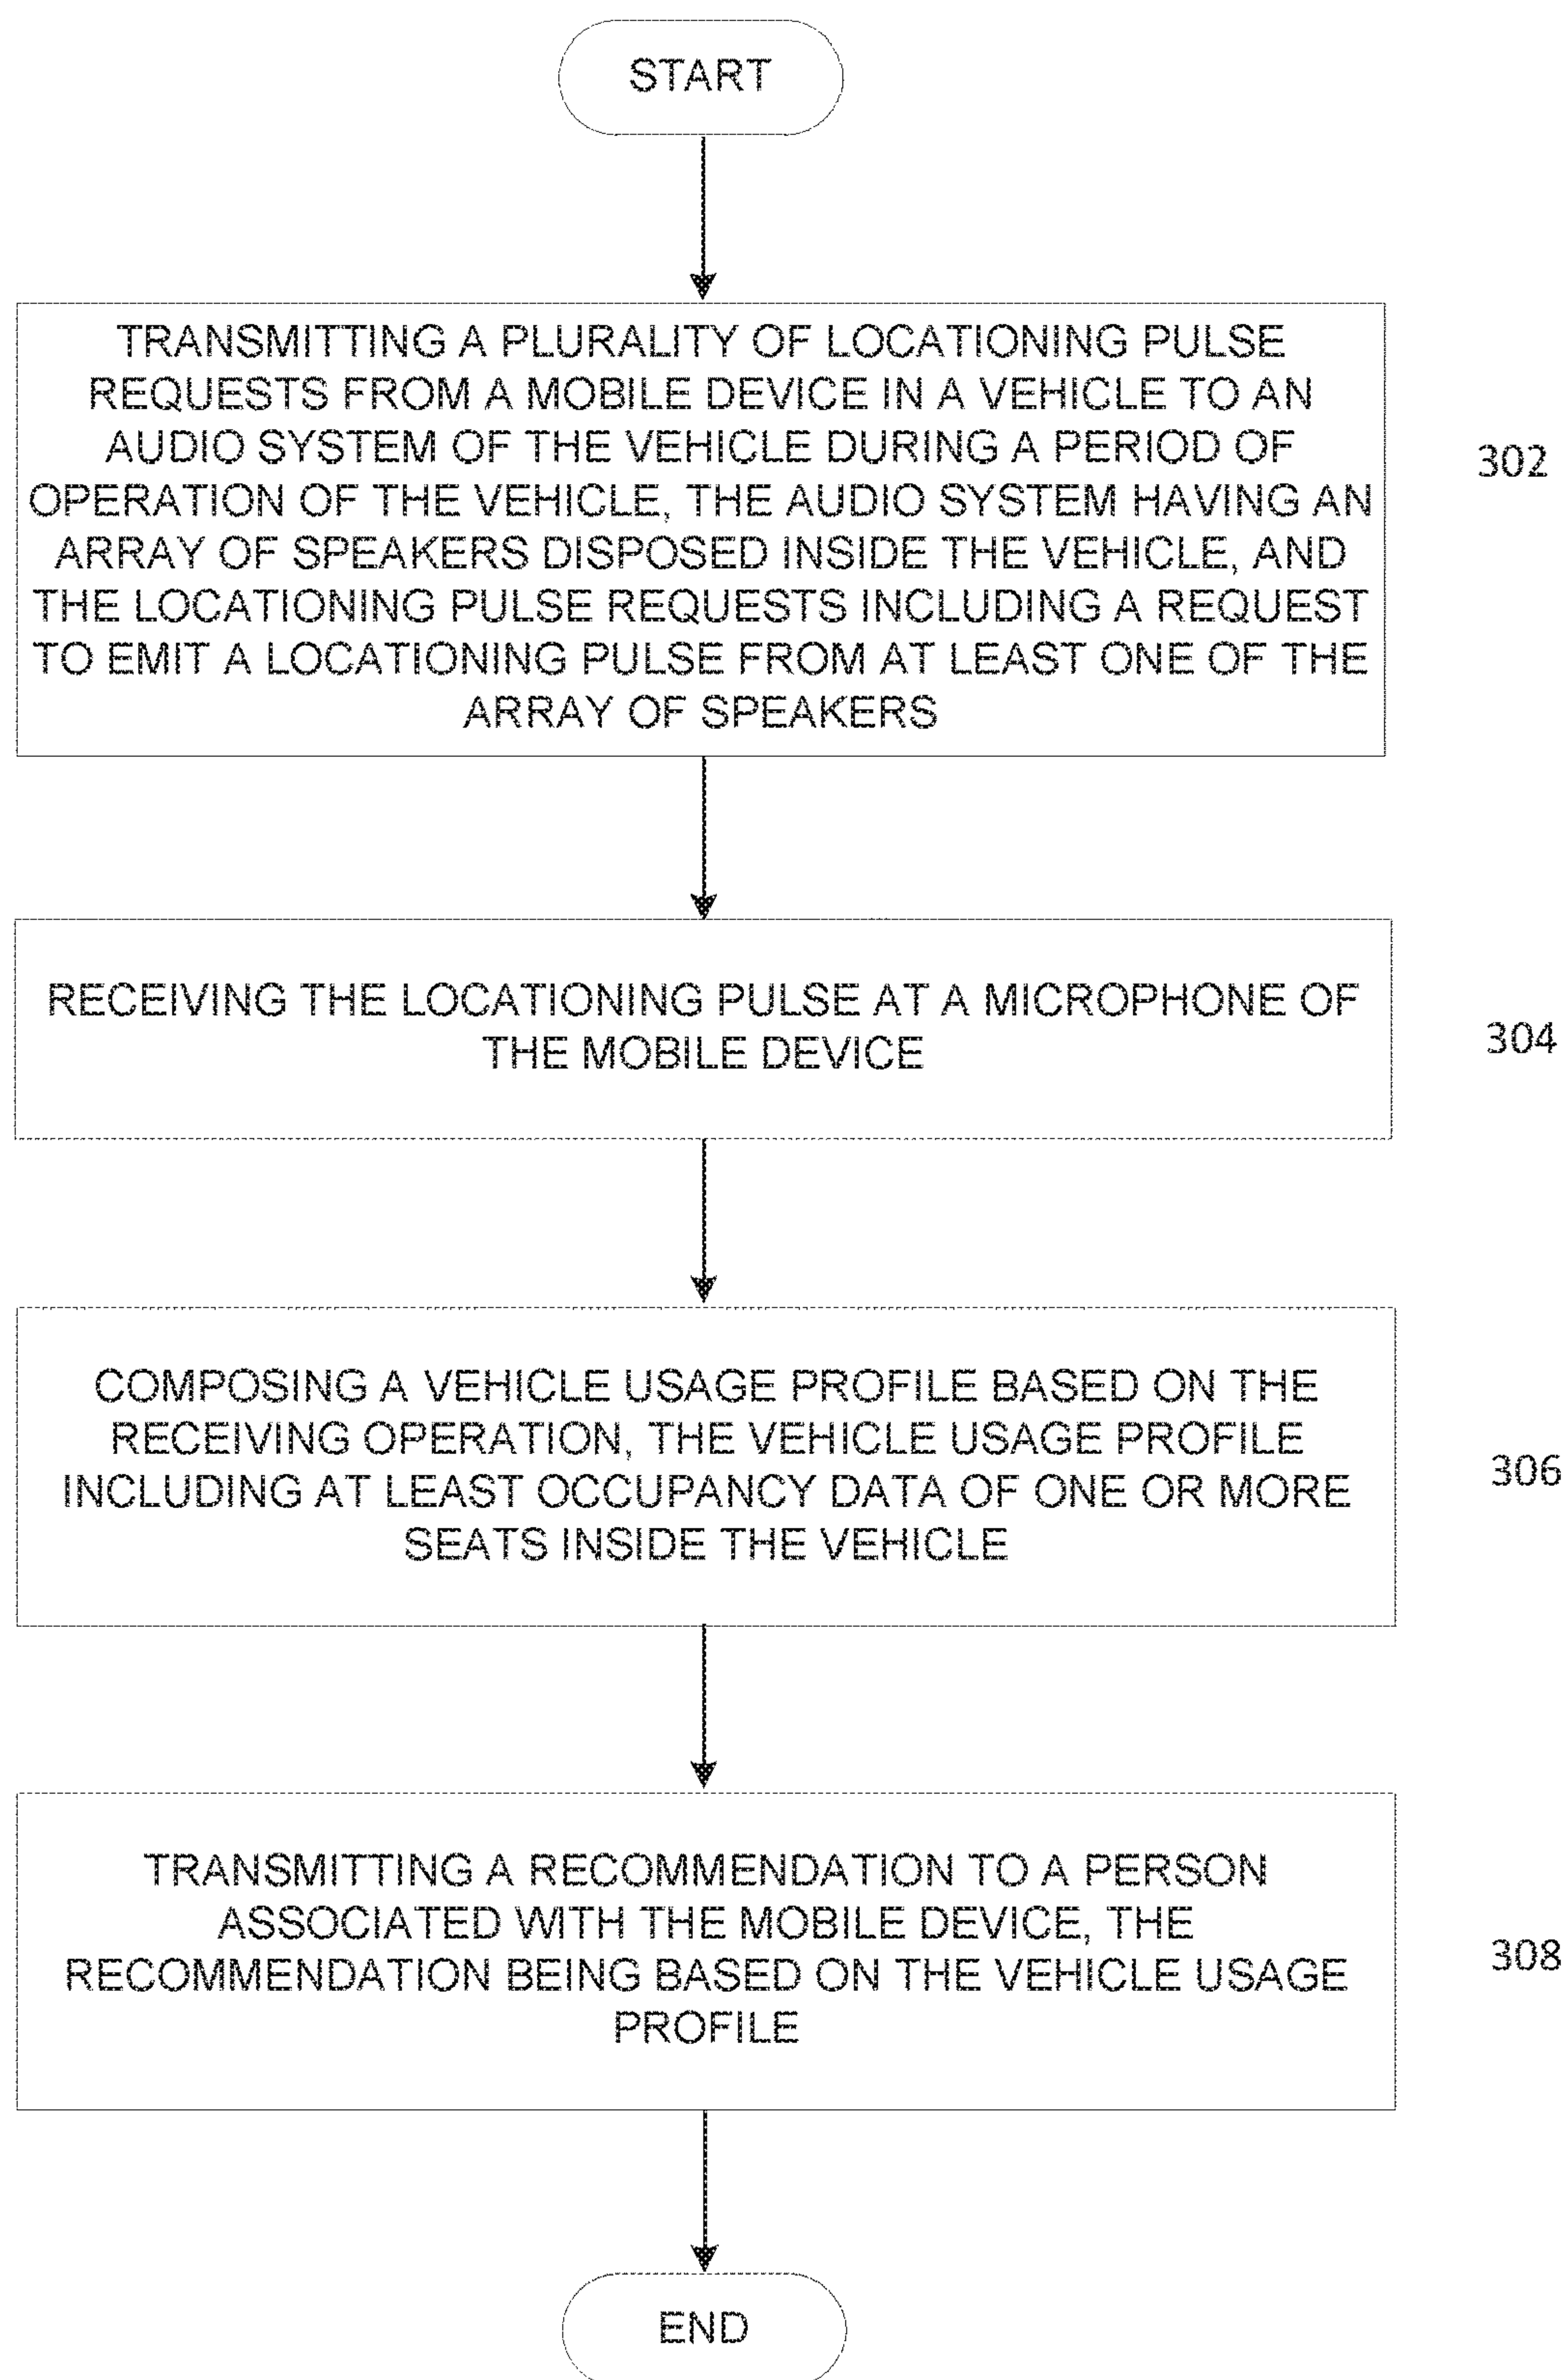 START
TRANSMITTING A PLURALITY OF LOCATIONING PULSE
REQUESTS FROM A MOBILE DEVICE IN A VEHICLE TO AN
AUDIO SYSTEM OF THE VEHICLE DURING A PERIOD OF
OPERATION OF THE VEHICLE, THE AUDIO SYSTEM HAVING AN
ARRAY OF SPEAKERS DISPOSED INSIDE THE VEHICLE, AND
THE LOCATIONING PULSE REQUESTS INCLUDING A REQUEST
TO EMIT A LOCATIONING PULSE FROM AT LEAST ONE OF THE
ARRAY OF SPEAKERS
302
RECEIVING THE LOCATIONING PULSE AT A MICROPHONE OF
THE MOBILE DEVICE
304
COMPOSING A VEHICLE USAGE PROFILE BASED ON THE
RECEIVING OPERATION, THE VEHICLE USAGE PROFILE
INCLUDING AT LEAST OCCUPANCY DATA OF ONE OR MORE
SEATS INSIDE THE VEHICLE
306
TRANSMITTING A RECOMMENDATION TO A PERSON
ASSOCIATED WITH THE MOBILE DEVICE, THE
RECOMMENDATION BEING BASED ON THE VEHICLE USAGE
PROFILE
308
END